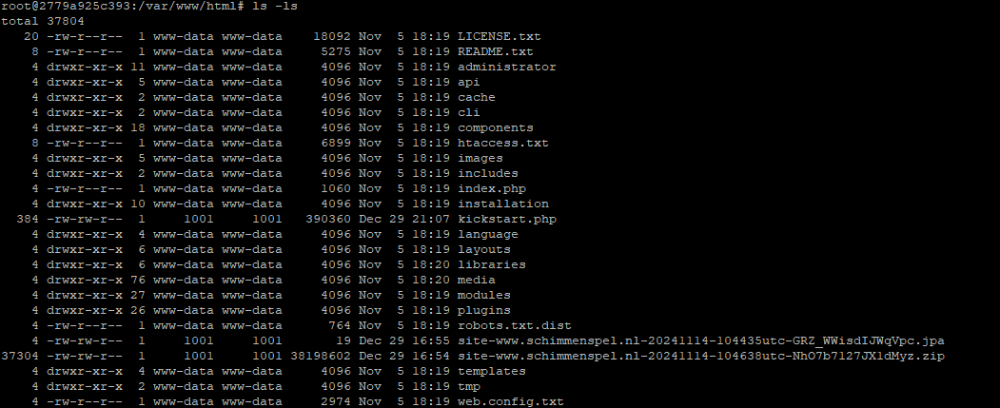 root@2779a925c393:/var/www/html# ls -ls
total 37804
20 -rw-r--r-- 1 www-data www-data 18092 Nov 5 18:19 LICENSE.txt
8 -rw-r--r-- 1 www-data www-data 5275 Nov 5 18:19 README.txt
4 drwxr-xr-x 11 www-data www-data 4096 Nov 5 18:19 administrator
4 drwxr-xr-x 5 www-data www-data 4096 Nov 5 18:19 api
4 drwxr-xr-x 2 www-data www-data 4096 Nov 5 18:19 cache
4 drwxr-xr-x 2 www-data www-data 4096 Nov 5 18:19 cli
4 drwxr-xr-x 18 www-data www-data 4096 Nov 5 18:19 components
8 -rw-r--r-- 1 www-data www-data 6899 Nov 5 18:19 htaccess.txt
4 drwxr-xr-x 5 www-data www-data 4096 Nov 5 18:19 images
4 drwxr-xr-x 2 www-data www-data 4096 Nov 5 18:19 includes
4 -rw-r--r-- 1 www-data www-data 1060 Nov 5 18:19 index.php
4 drwxr-xr-x 10 www-data www-data 4096 Nov 5 18:19 installation
384 -rw-rw-r-- 1 1001 1001 390360 Dec 29 21:07 kickstart.php
4 drwxr-xr-x 4 www-data www-data 4096 Nov 5 18:19 language
4 drwxr-xr-x 6 www-data www-data 4096 Nov 5 18:19 layouts
4 drwxr-xr-x 6 www-data www-data 4096 Nov 5 18:20 libraries
4 drwxr-xr-x 76 www-data www-data 4096 Nov 5 18:20 media
4 drwxr-xr-x 27 www-data www-data 4096 Nov 5 18:19 modules
4 drwxr-xr-x 26 www-data www-data 4096 Nov 5 18:19 plugins
4 -rw-r--r-- 1 www-data www-data 764 Nov 5 18:19 robots.txt.dist
4 -rw-rw-r-- 1 1001 1001 19 Dec 29 16:55 site-www.schimmenspel.nl-20241114-104435utc-GRZ_WWisdIJWqVpc.jpa
37304 -rw-rw-r-- 1 1001 1001 38198602 Dec 29 16:54 site-www.schimmenspel.nl-20241114-104638utc-NhO7b7127JXldMyz.zip
4 drwxr-xr-x 4 www-data www-data 4096 Nov 5 18:19 templates
4 drwxr-xr-x 2 www-data www-data 4096 Nov 5 18:19 tmp
4 -rw-r--r-- 1 www-data www-data 2974 Nov 5 18:19 web.config.txt